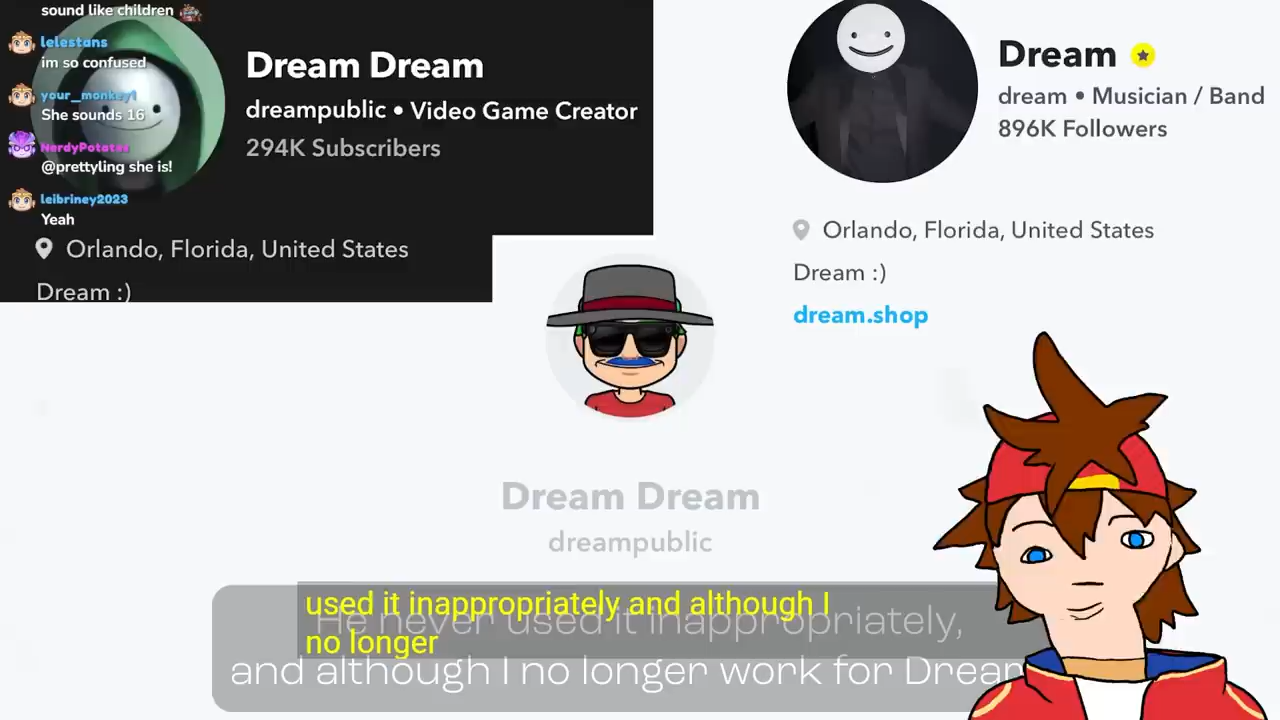 sound like children
lelestans
im so confused
your_monkey1
She sounds 16
NerdyPotater
@prettyling she is!
leibriney2023
Yeah
Dream Dream
dreampublic • Video Game Creator
294K Subscribers
Orlando, Florida, United States
Dream :)
Dream
dream • Musician / Band
896K Followers
Orlando, Florida, United States
Dream :)
dream.shop
Dream Dream
dreampublic
used it inappropriately and although I
no longer
He never used it inappropriately,
and although I no longer work for Dream